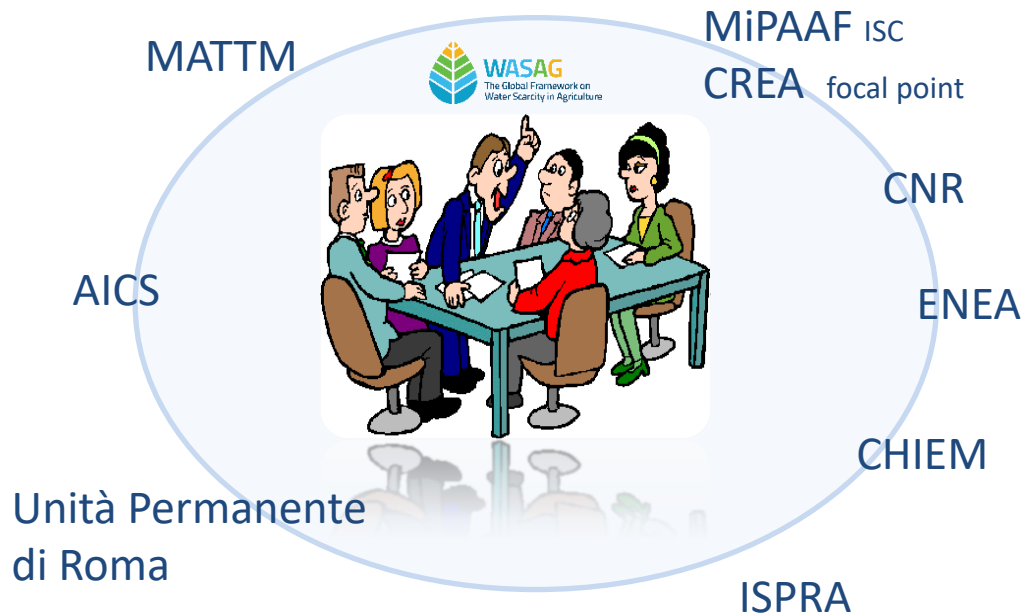 MATTM
WASAG
The Global Framework on
Water Scarcity in Agriculture
MiPAAF ISC
CREA focal point
CNR
AICS
ENEA
CHIEM
Unità Permanente
di Roma
ISPRA